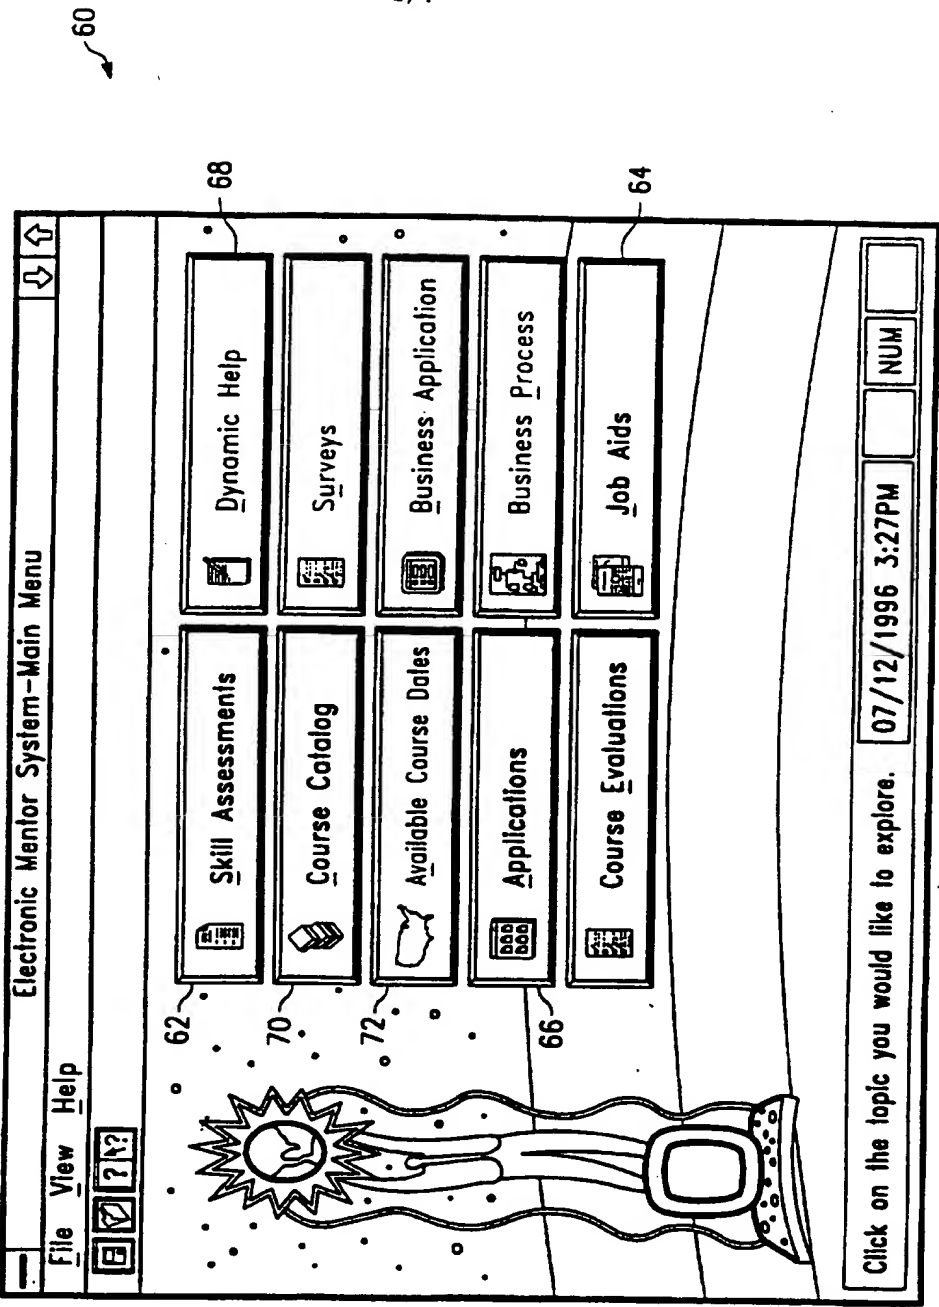 60
Electronic Mentor System-Main Menu
File View Help
? ?
62
Skill Assessments
Dynamic Help
68
70
Course Catalog
Surveys
72
Available Course Dates
Business Application
66
Applications
Business Process
Course Evaluations
Job Aids
64
Click on the topic you would like to explore. 07/12/1996 3:27PM NUM